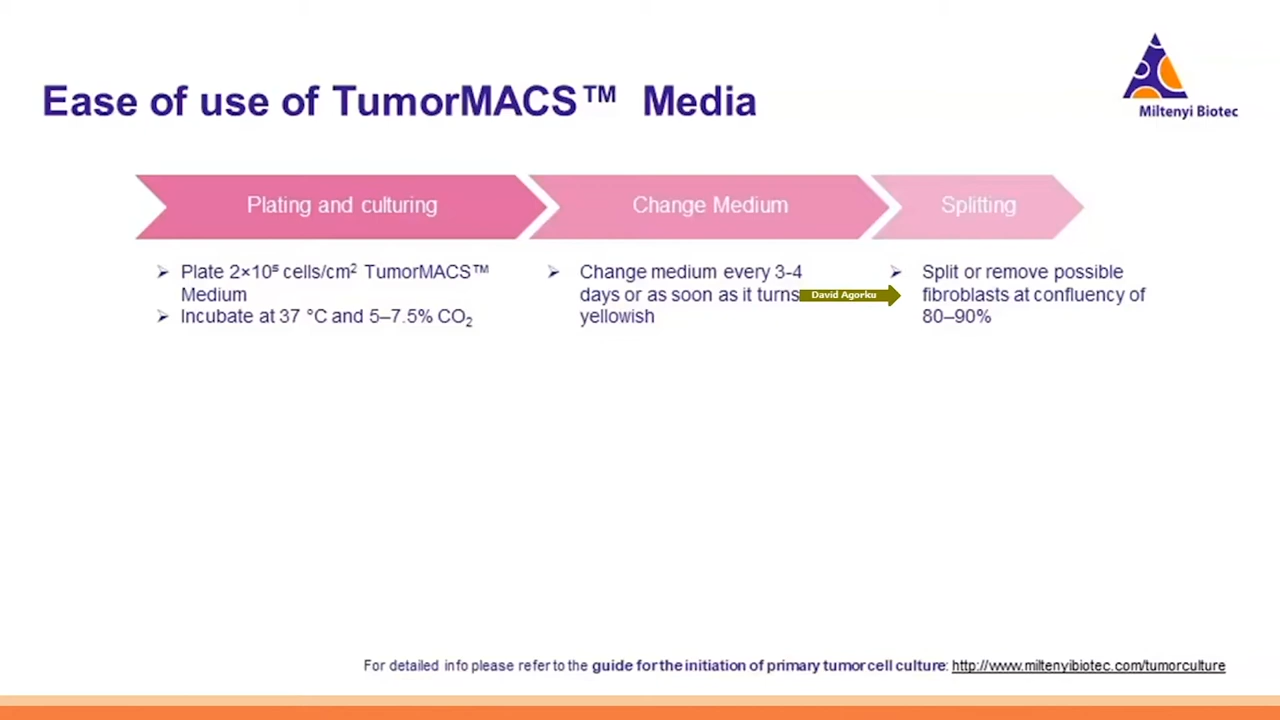 Miltenyi Biotec
Ease of use of TumorMACS™ Media
Plating and culturing
Change Medium
Splitting
➢ Plate 2×10⁵ cells/cm² TumorMACS™
Medium
➢ Incubate at 37 °C and 5–7.5% CO₂
➢ Change medium every 3-4
days or as soon as it turns
yellowish
David Agorku
➢ Split or remove possible
fibroblasts at confluency of
80–90%
For detailed info please refer to the guide for the initiation of primary tumor cell culture: http://www.miltenyibiotec.com/tumorculture